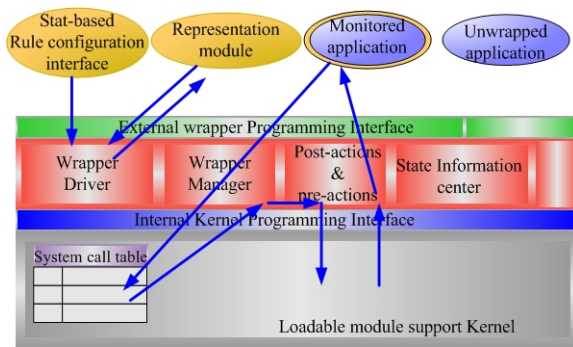 Stat-based
Rule configuration
interface
Representation
module
Monitored
application
Unwrapped
application
External wrapper Programming Interface
Wrapper
Driver
Wrapper
Manager
Post-actions
&
pre-actions
State Information
center
Internal Kernel Programming Interface
System call table
Loadable module support Kernel